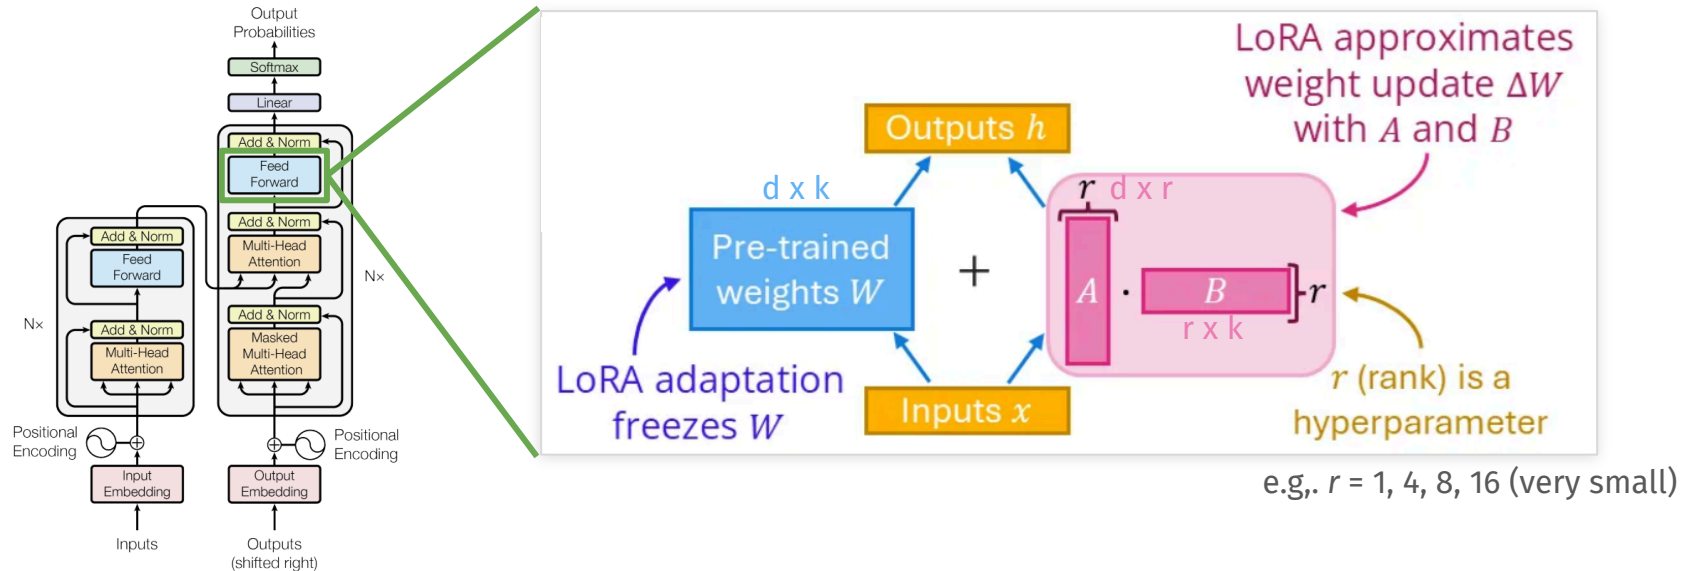 Output
Probabilities
Softmax
Linear
Add & Norm
Feed
Forward
Add & Norm
Multi-Head
Attention
Add & Norm
Masked
Multi-Head
Attention
Nx
Add & Norm
Feed
Forward
Add & Norm
Multi-Head
Attention
Nx
Positional
Encoding
Positional
Encoding
Input
Embedding
Output
Embedding
Inputs
Outputs
(shifted right)
LoRA approximates
weight update ΔW
with A and B
Outputs h
d x k
r d x r
Pre-trained
weights W
+
A · B
r
r x k
LoRA adaptation
freezes W
Inputs x
r (rank) is a
hyperparameter
e.g,. r = 1, 4, 8, 16 (very small)